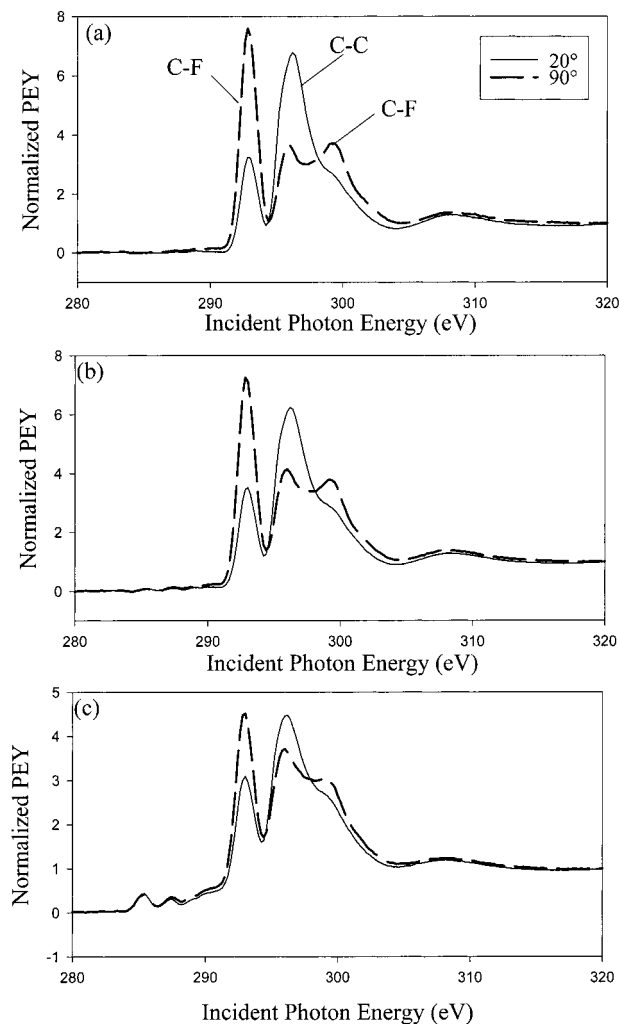 (a)
C-C
20°
90°
C-F
C-F
Normalized PEY
8
6
4
2
0
280 290 300 310 320
Incident Photon Energy (eV)
(b)
Normalized PEY
8
6
4
2
0
280 290 300 310 320
Incident Photon Energy (eV)
(c)
Normalized PEY
5
4
3
2
1
0
-1
280 290 300 310 320
Incident Photon Energy (eV)